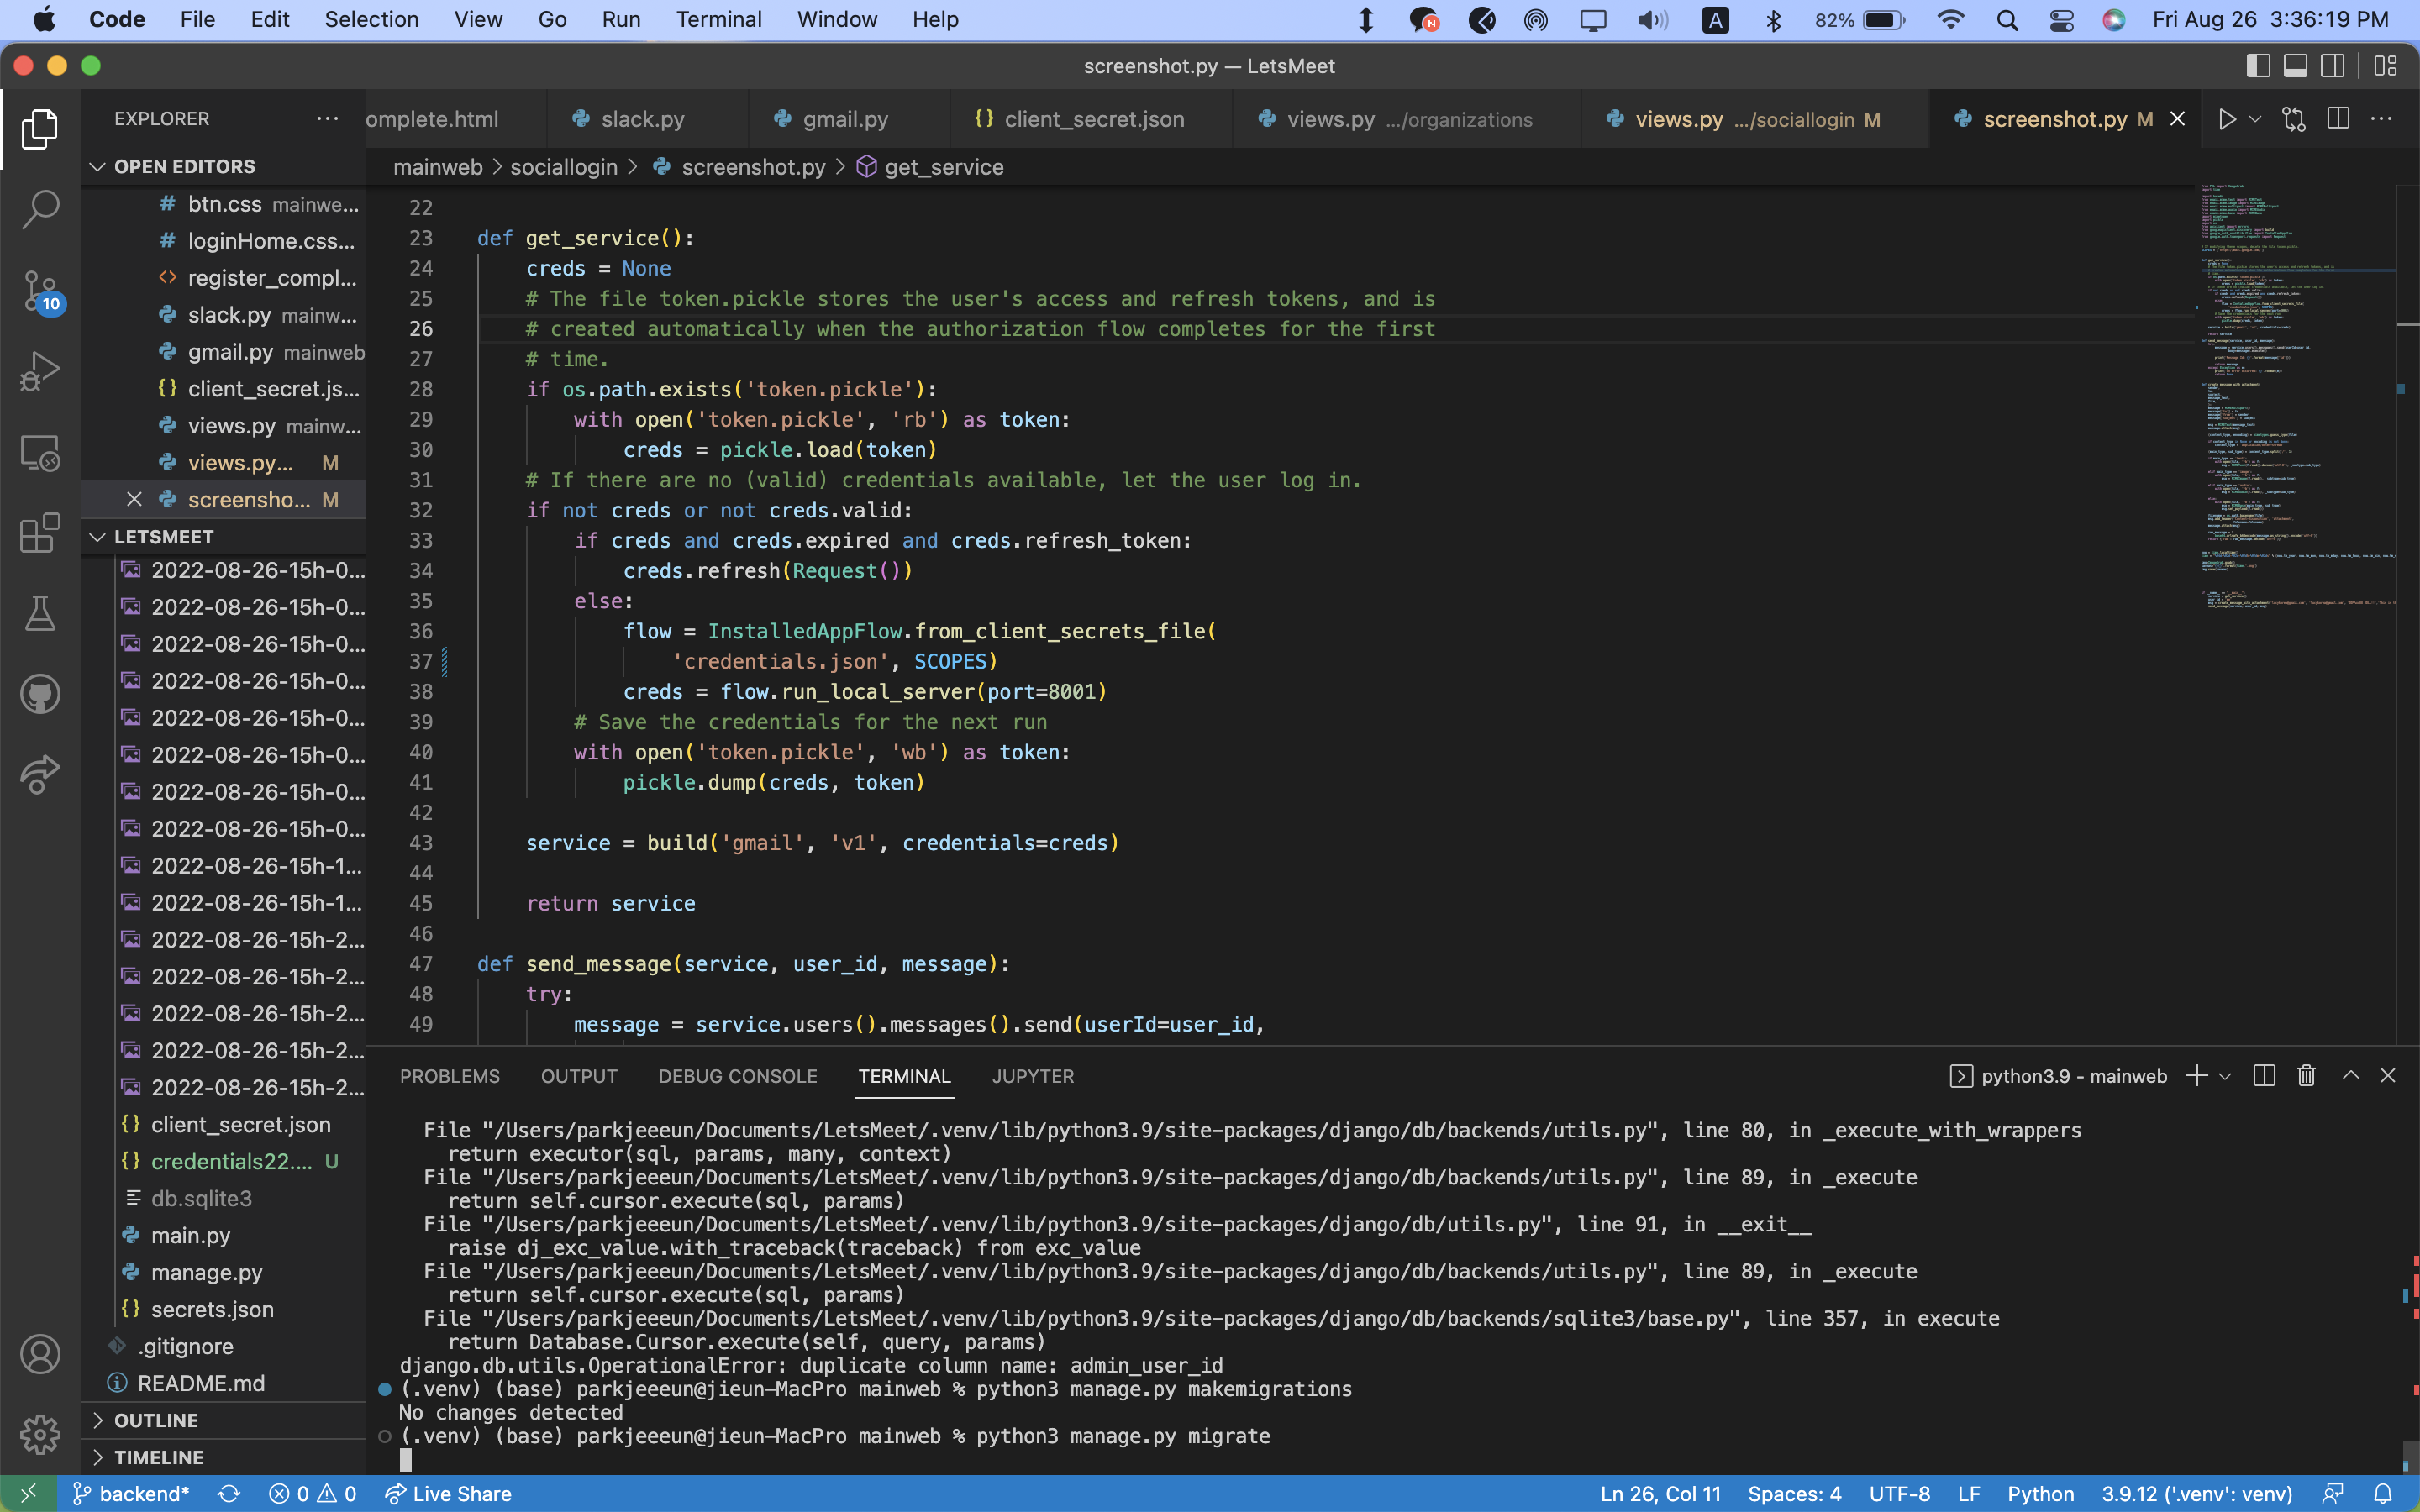 Code File Edit Selection View Go Run Terminal Window Help
A 82% Fri Aug 26 3:36:19 PM
screenshot.py — LetsMeet
EXPLORER
omplete.html slack.py gmail.py client_secret.json views.py .../organizations views.py .../sociallogin M screenshot.py M
OPEN EDITORS
mainweb > sociallogin > screenshot.py > get_service
btn.css mainwe...
loginHome.css...
register_compl...
slack.py mainw...
gmail.py mainweb
client_secret.js...
views.py mainw...
views.py... M
screensho... M
LETSMEET
2022-08-26-15h-0...
2022-08-26-15h-0...
2022-08-26-15h-0...
2022-08-26-15h-0...
2022-08-26-15h-0...
2022-08-26-15h-0...
2022-08-26-15h-0...
2022-08-26-15h-0...
2022-08-26-15h-1...
2022-08-26-15h-1...
2022-08-26-15h-2...
2022-08-26-15h-2...
2022-08-26-15h-2...
2022-08-26-15h-2...
2022-08-26-15h-2...
client_secret.json
credentials22.... U
db.sqlite3
main.py
manage.py
secrets.json
.gitignore
README.md
OUTLINE
TIMELINE
10
22
23 def get_service():
24 creds = None
25 # The file token.pickle stores the user's access and refresh tokens, and is
26 # created automatically when the authorization flow completes for the first
27 # time.
28 if os.path.exists('token.pickle'):
29 with open('token.pickle', 'rb') as token:
30 creds = pickle.load(token)
31 # If there are no (valid) credentials available, let the user log in.
32 if not creds or not creds.valid:
33 if creds and creds.expired and creds.refresh_token:
34 creds.refresh(Request())
35 else:
36 flow = InstalledAppFlow.from_client_secrets_file(
37 'credentials.json', SCOPES)
38 creds = flow.run_local_server(port=8001)
39 # Save the credentials for the next run
40 with open('token.pickle', 'wb') as token:
41 pickle.dump(creds, token)
42
43 service = build('gmail', 'v1', credentials=creds)
44
45 return service
46
47 def send_message(service, user_id, message):
48 try:
49 message = service.users().messages().send(userId=user_id,
PROBLEMS OUTPUT DEBUG CONSOLE TERMINAL JUPYTER python3.9 - mainweb
File "/Users/parkjeeeun/Documents/LetsMeet/.venv/lib/python3.9/site-packages/django/db/backends/utils.py", line 80, in _execute_with_wrappers
return executor(sql, params, many, context)
File "/Users/parkjeeeun/Documents/LetsMeet/.venv/lib/python3.9/site-packages/django/db/backends/utils.py", line 89, in _execute
return self.cursor.execute(sql, params)
File "/Users/parkjeeeun/Documents/LetsMeet/.venv/lib/python3.9/site-packages/django/db/utils.py", line 91, in __exit__
raise dj_exc_value.with_traceback(traceback) from exc_value
File "/Users/parkjeeeun/Documents/LetsMeet/.venv/lib/python3.9/site-packages/django/db/backends/utils.py", line 89, in _execute
return self.cursor.execute(sql, params)
File "/Users/parkjeeeun/Documents/LetsMeet/.venv/lib/python3.9/site-packages/django/db/backends/sqlite3/base.py", line 357, in execute
return Database.Cursor.execute(self, query, params)
django.db.utils.OperationalError: duplicate column name: admin_user_id
(.venv) (base) parkjeeeun@jieun-MacPro mainweb % python3 manage.py makemigrations
No changes detected
(.venv) (base) parkjeeeun@jieun-MacPro mainweb % python3 manage.py migrate
backend* 0 0 Live Share Ln 26, Col 11 Spaces: 4 UTF-8 LF Python 3.9.12 ('.venv': venv)